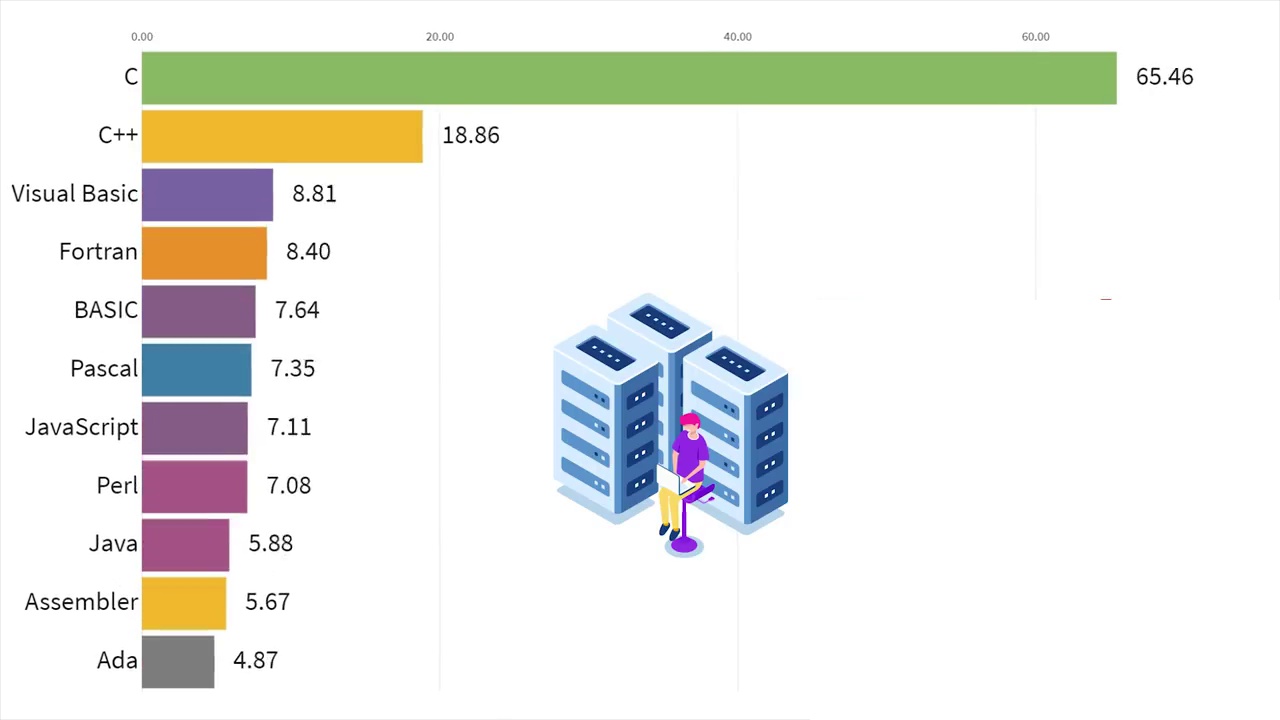 0.00 20.00 40.00 60.00
C 65.46
C++ 18.86
Visual Basic 8.81
Fortran 8.40
BASIC 7.64
Pascal 7.35
JavaScript 7.11
Perl 7.08
Java 5.88
Assembler 5.67
Ada 4.87